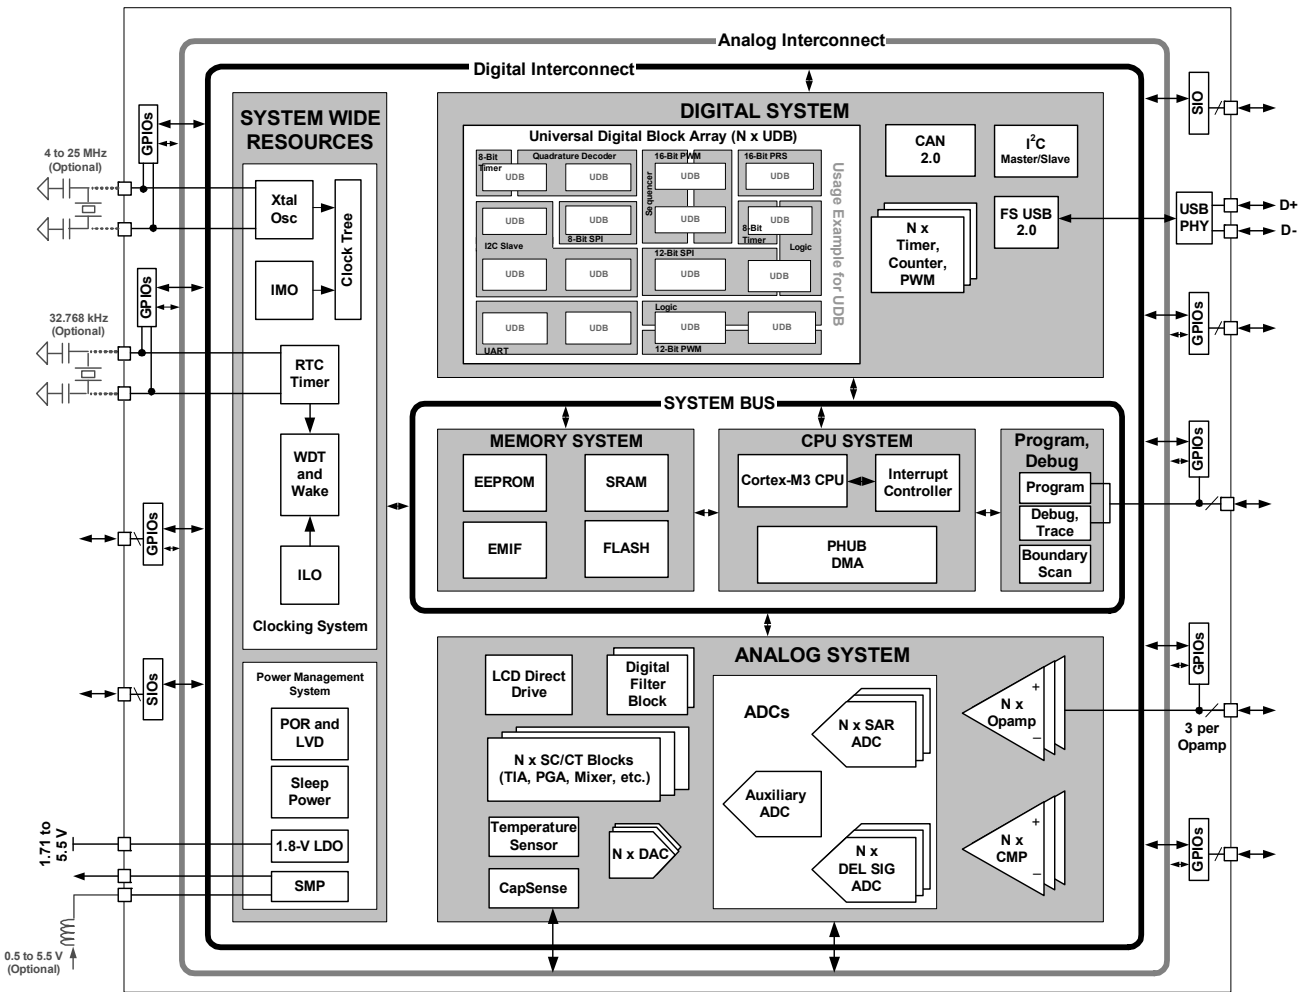 Analog Interconnect
Digital Interconnect
SYSTEM WIDE
RESOURCES
Xtal
Osc
Clock Tree
IMO
RTC
Timer
WDT
and
Wake
ILO
Clocking System
Power Management
System
POR and
LVD
Sleep
Power
1.8-V LDO
SMP
GPIOs
4 to 25 MHz
(Optional)
GPIOs
32.768 kHz
(Optional)
GPIOs
SIOs
1.71 to
5.5 V
0.5 to 5.5 V
(Optional)
DIGITAL SYSTEM
Universal Digital Block Array (N x UDB)
8-Bit
Timer
Quadrature Decoder
16-Bit PWM
16-Bit PRS
UDB
UDB
UDB
UDB
Sequencer
UDB
UDB
UDB
UDB
I2C Slave
8-Bit SPI
8-Bit
Timer
Logic
12-Bit SPI
UDB
UDB
UDB
UDB
Logic
UDB
UDB
UDB
UDB
UART
12-Bit PWM
Usage Example for UDB
CAN
2.0
I2C
Master/Slave
N x
Timer,
Counter,
PWM
FS USB
2.0
SIO
USB
PHY
D+
D-
GPIOs
SYSTEM BUS
MEMORY SYSTEM
EEPROM
SRAM
EMIF
FLASH
CPU SYSTEM
Cortex-M3 CPU
Interrupt
Controller
PHUB
DMA
Program,
Debug
Program
Debug,
Trace
Boundary
Scan
GPIOs
ANALOG SYSTEM
LCD Direct
Drive
Digital
Filter
Block
N x SC/CT Blocks
(TIA, PGA, Mixer, etc.)
Temperature
Sensor
N x DAC
CapSense
ADCs
N x SAR
ADC
Auxiliary
ADC
N x
DEL SIG
ADC
+
N x
Opamp
−
+
N x
CMP
−
GPIOs
3 per
Opamp
GPIOs